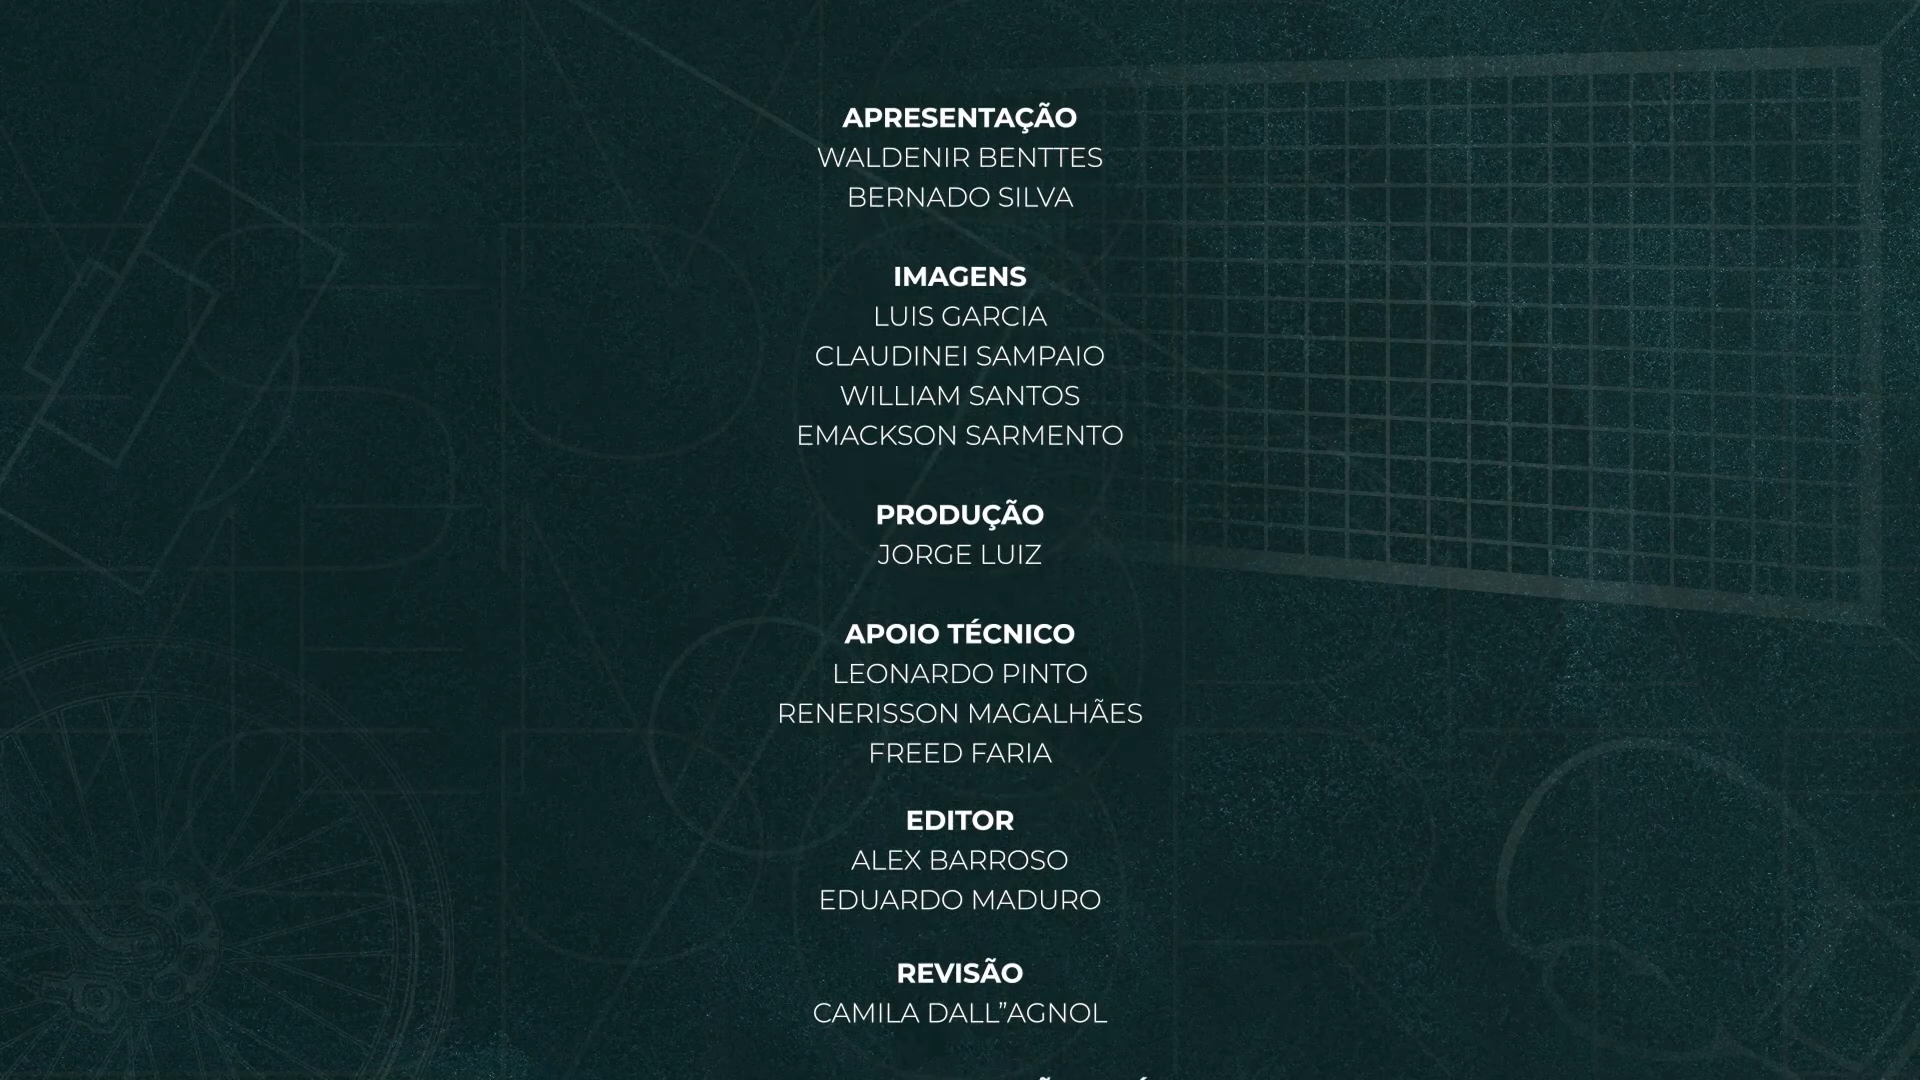 APRESENTAÇÃO
WALDENIR BENTTES
BERNADO SILVA
IMAGENS
LUIS GARCIA
CLAUDINEI SAMPAIO
WILLIAM SANTOS
EMACKSON SARMENTO
PRODUÇÃO
JORGE LUIZ
APOIO TÉCNICO
LEONARDO PINTO
RENERISSON MAGALHÃES
FREED FARIA
EDITOR
ALEX BARROSO
EDUARDO MADURO
REVISÃO
CAMILA DALL”AGNOL